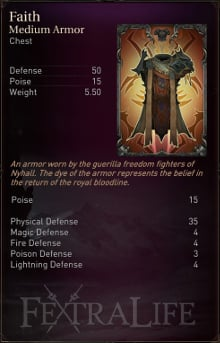 Faith
Medium Armor
Chest
Defense 50
Poise 15
Weight 5.50
An armor worn by the guerilla freedom fighters of
Nyhall. The dye of the armor represents the belief in
the return of the royal bloodline.
Poise 15
Physical Defense 35
Magic Defense 4
Fire Defense 4
Poison Defense 3
Lightning Defense 4
FEXTRALIFE